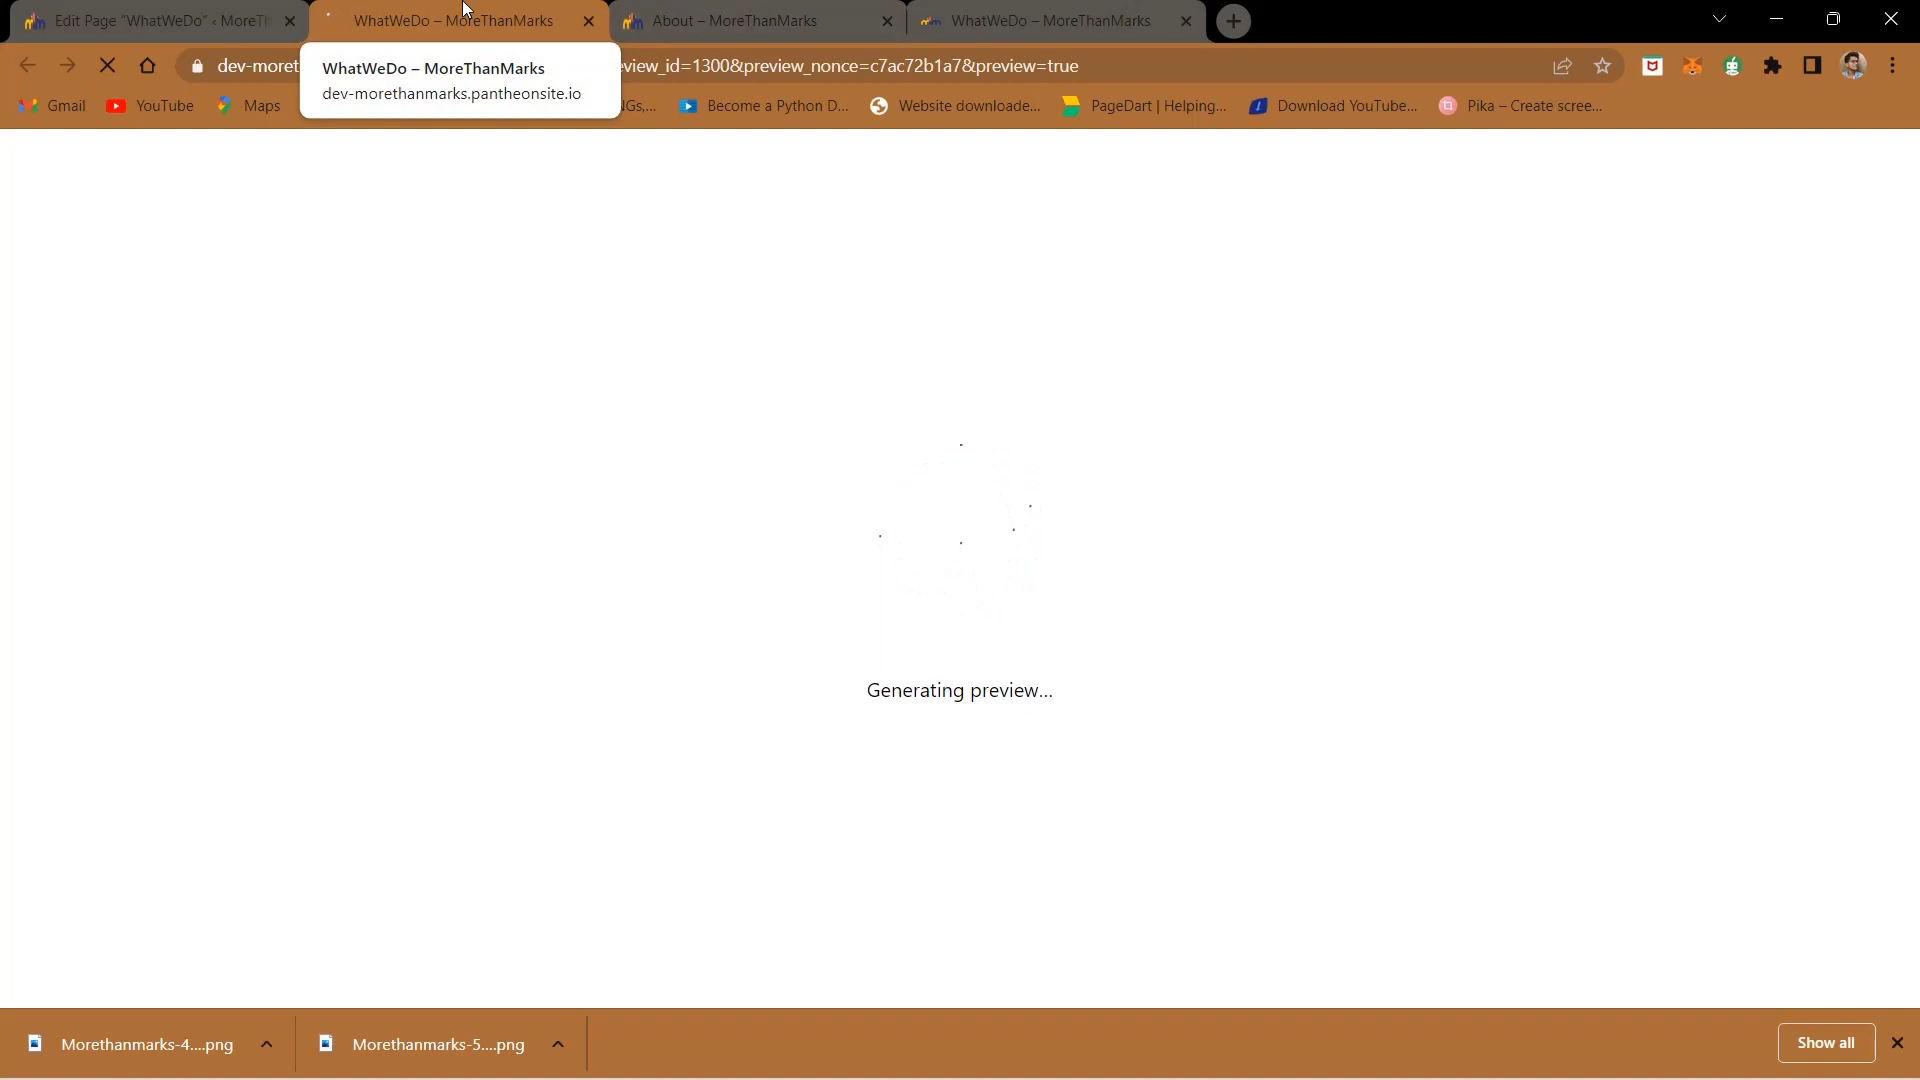 Edit Page “WhatWeDo” ‹ MoreTh
WhatWeDo – MoreThanMarks
About – MoreThanMarks
WhatWeDo – MoreThanMarks
dev-moret
eview_id=1300&preview_nonce=c7ac72b1a7&preview=true
WhatWeDo – MoreThanMarks
dev-morethanmarks.pantheonsite.io
Gmail
YouTube
Maps
NGs,...
Become a Python D...
Website downloade...
PageDart | Helping...
Download YouTube...
Pika – Create scree...
Generating preview...
Morethanmarks-4....png
Morethanmarks-5....png
Show all